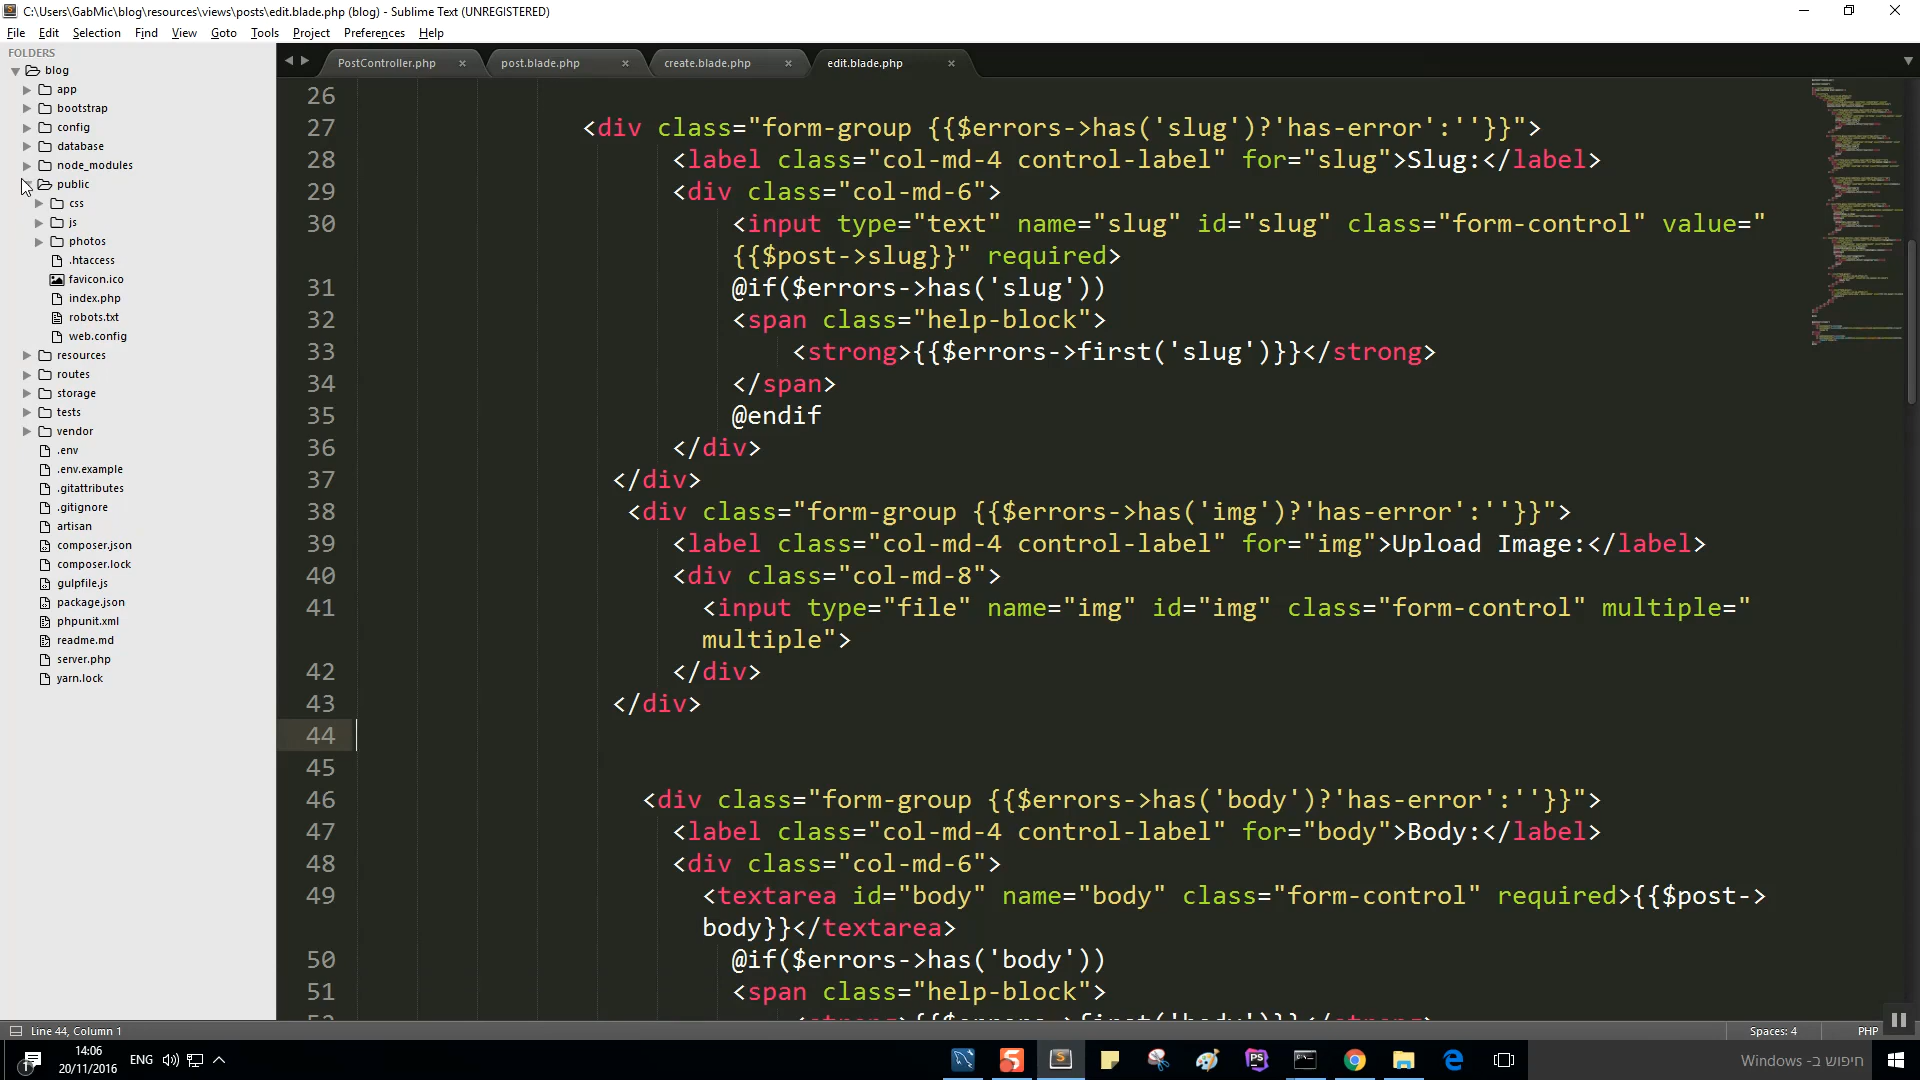 C:\Users\GabMic\blog\resources\views\posts\edit.blade.php (blog) - Sublime Text (UNREGISTERED)
File Edit Selection Find View Goto Tools Project Preferences Help
FOLDERS
blog
app
bootstrap
config
database
node_modules
public
css
js
photos
.htaccess
favicon.ico
index.php
robots.txt
web.config
resources
routes
storage
tests
vendor
.env
.env.example
.gitattributes
.gitignore
artisan
composer.json
composer.lock
gulpfile.js
package.json
phpunit.xml
readme.md
server.php
yarn.lock
PostController.php × post.blade.php × create.blade.php × edit.blade.php ×
26
27 <div class="form-group {{$errors->has('slug')?'has-error':''}}">
28 <label class="col-md-4 control-label" for="slug">Slug:</label>
29 <div class="col-md-6">
30 <input type="text" name="slug" id="slug" class="form-control" value="
{{$post->slug}}" required>
31 @if($errors->has('slug'))
32 <span class="help-block">
33 <strong>{{$errors->first('slug')}}</strong>
34 </span>
35 @endif
36 </div>
37 </div>
38 <div class="form-group {{$errors->has('img')?'has-error':''}}">
39 <label class="col-md-4 control-label" for="img">Upload Image:</label>
40 <div class="col-md-8">
41 <input type="file" name="img" id="img" class="form-control" multiple="
multiple">
42 </div>
43 </div>
44
45
46 <div class="form-group {{$errors->has('body')?'has-error':''}}">
47 <label class="col-md-4 control-label" for="body">Body:</label>
48 <div class="col-md-6">
49 <textarea id="body" name="body" class="form-control" required>{{$post->
body}}</textarea>
50 @if($errors->has('body'))
51 <span class="help-block">
52 <strong>{{$errors->first('body')}}</strong>
Line 44, Column 1
Spaces: 4 PHP
1
14:06
20/11/2016
ENG
PS
חיפוש ב- Windows